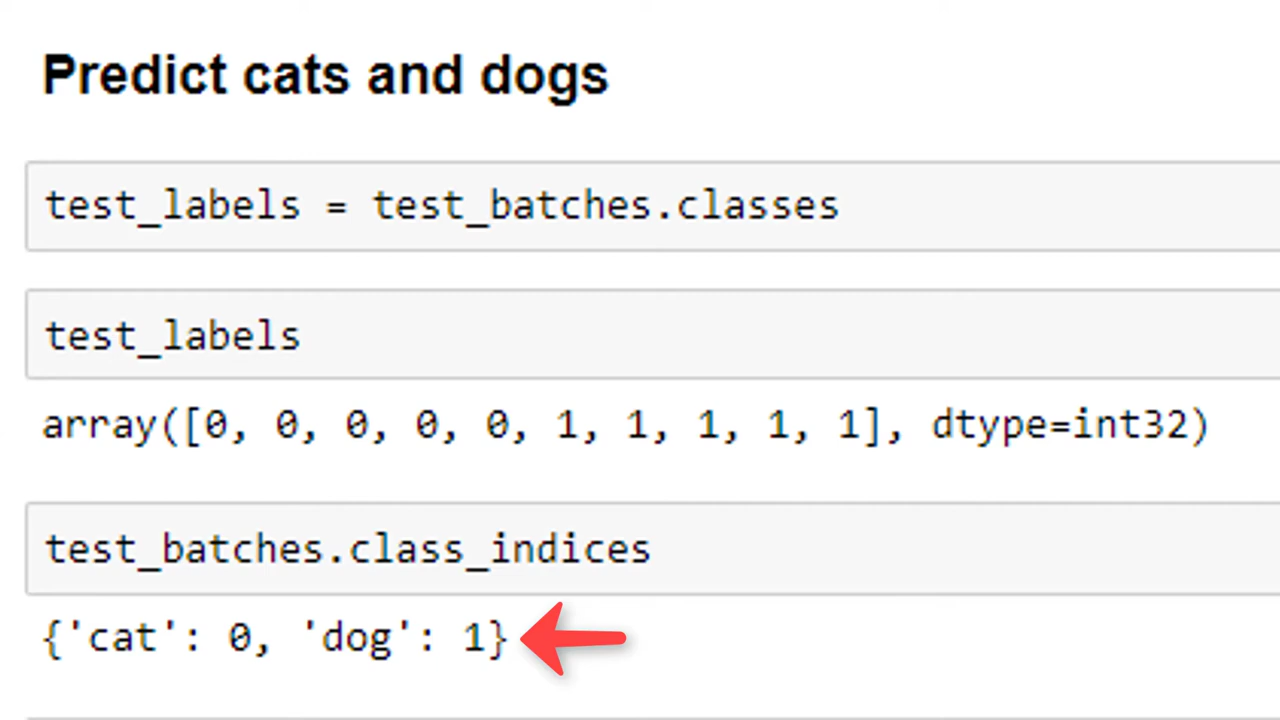 Predict cats and dogs
test_labels = test_batches.classes
test_labels
array([0, 0, 0, 0, 0, 1, 1, 1, 1, 1], dtype=int32)
test_batches.class_indices
{'cat': 0, 'dog': 1}